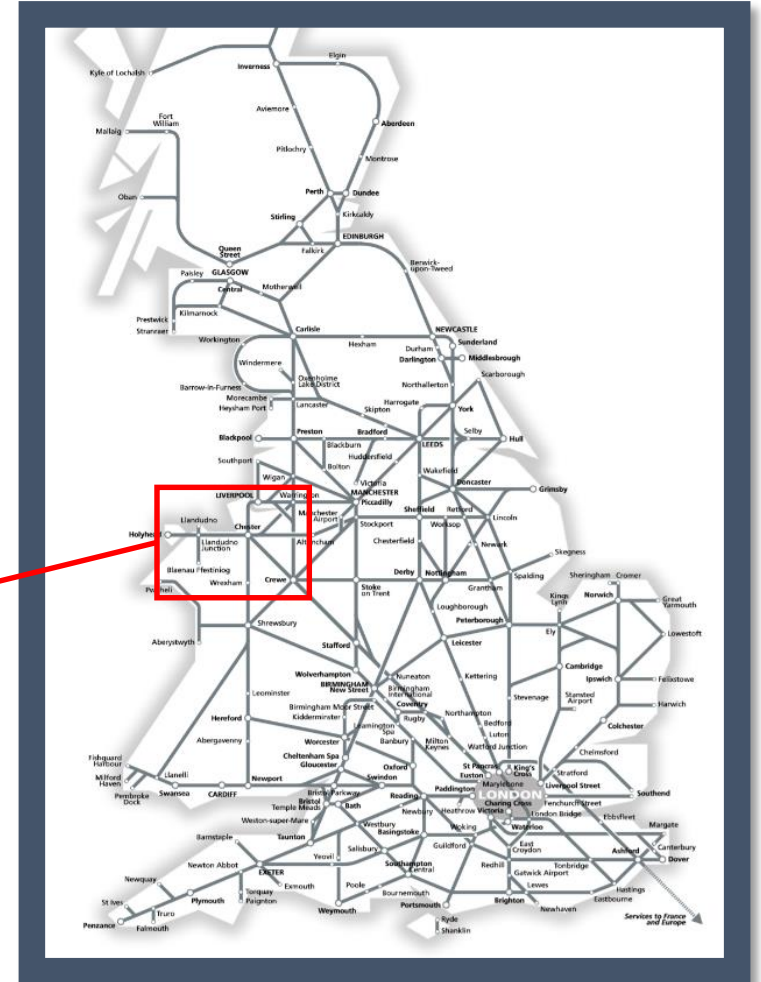 Elgin
Inverness
Kyle of Lochalsh
Aviemore
Fort
William
Mallaig
Aberdeen
Pitlochry
Montrose
Oban
Perth
Dundee
Stirling
Kirkcaldy
EDINBURGH
Queen
Street
Falkirk
Berwick-
upon-Tweed
Paisley
GLASGOW
Central
Motherwell
Prestwick
Kilmarnock
Stranraer
Carlisle
NEWCASTLE
Workington
Hexham
Sunderland
Durham
Darlington
Middlesbrough
Windermere
Scarborough
Oxenholme
Lake District
Barrow-in-Furness
Northallerton
Morecambe
Heysham Port
Lancaster
Harrogate
York
Skipton
Blackpool
Preston
Bradford
LEEDS
Selby
Hull
Blackburn
Huddersfield
Southport
Bolton
Wakefield
Wigan
Victoria
Doncaster
Grimsby
LIVERPOOL
Warrington
MANCHESTER
Piccadilly
Llandudno
Manchester
Airport
Sheffield
Retford
Lincoln
Stockport
Worksop
Holyhead
Chester
Llandudno
Junction
Altrincham
Chesterfield
Newark
Skegness
Blaenau Ffestiniog
Wrexham
Crewe
Stoke
on Trent
Derby
Nottingham
Spalding
Sheringham
Cromer
Pwllheli
Grantham
Kings
Lynn
Norwich
Great
Yarmouth
Loughborough
Peterborough
Aberystwyth
Shrewsbury
Ely
Lowestoft
Stafford
Leicester
Wolverhampton
Cambridge
BIRMINGHAM
New Street
Nuneaton
Kettering
Ipswich
Felixstowe
Leominster
Birmingham
International
Stevenage
Stansted
Airport
Harwich
Birmingham Moor Street
Coventry
Hereford
Kidderminster
Rugby
Northampton
Bedford
Colchester
Leamington
Spa
Worcester
Banbury
Milton
Keynes
Luton
Abergavenny
Watford Junction
Chelmsford
Cheltenham Spa
Gloucester
Oxford
St Pancras
King's
Cross
Fishguard
Harbour
Euston
Stratford
Milford
Haven
Llanelli
Newport
Swindon
Marylebone
Liverpool Street
Pembroke
Dock
Swansea
CARDIFF
Bristol Parkway
Reading
Paddington
LONDON
Southend
Bristol
Temple Meads
Bath
Newbury
Heathrow
Victoria
Charing Cross
Fenchurch Street
London Bridge
Ebbsfleet
Weston-super-Mare
Westbury
Basingstoke
Woking
Waterloo
Margate
Barnstaple
Taunton
Salisbury
Guildford
East
Croydon
Canterbury
Ashford
Dover
Newton Abbot
Yeovil
Southampton
Central
Redhill
Tonbridge
Gatwick Airport
EXETER
Newquay
Exmouth
Poole
Lewes
Hastings
Torquay
Paignton
Bournemouth
Eastbourne
St Ives
Plymouth
Weymouth
Portsmouth
Brighton
Newhaven
Truro
Penzance
Falmouth
Ryde
Shanklin
Services to France
and Europe